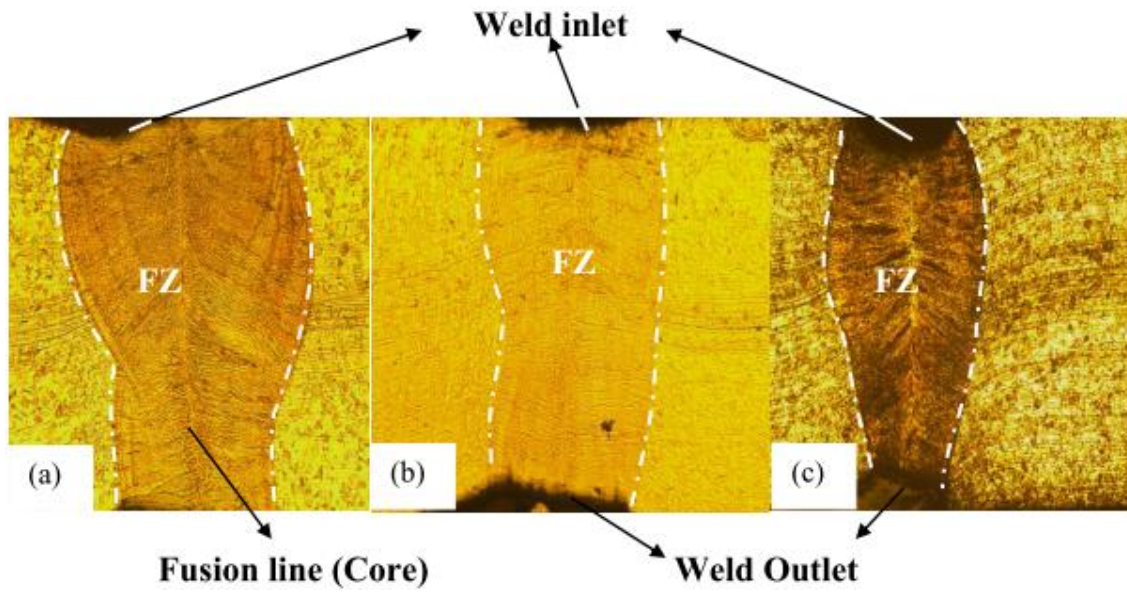 Weld inlet
FZ
FZ
FZ
(a)
(b)
(c)
Fusion line (Core)
Weld Outlet